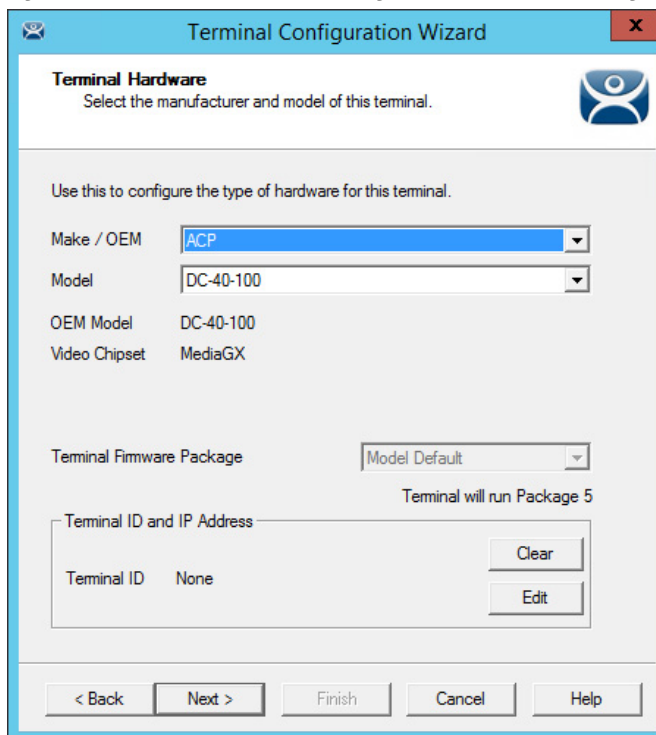 Terminal Configuration Wizard
x
Terminal Hardware
Select the manufacturer and model of this terminal.
Use this to configure the type of hardware for this terminal.
Make / OEM ACP
Model DC-40-100
OEM Model DC-40-100
Video Chipset MediaGX
Terminal Firmware Package Model Default
Terminal will run Package 5
Terminal ID and IP Address
Clear
Terminal ID None
Edit
< Back Next > Finish Cancel Help